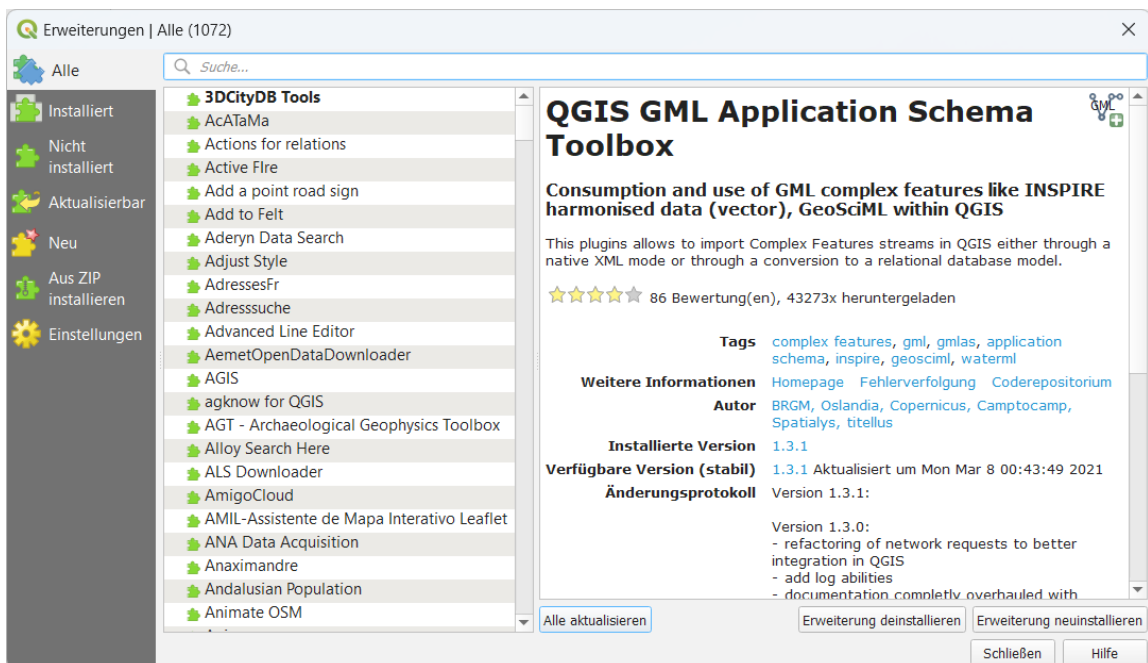 Erweiterungen | Alle (1072)
Alle
Installiert
Nicht
installiert
Aktualisierbar
Neu
Aus ZIP
installieren
Einstellungen
Suche...
3DCityDB Tools
AcATaMa
Actions for relations
Active FIre
Add a point road sign
Add to Felt
Aderyn Data Search
Adjust Style
AdressesFr
Adresssuche
Advanced Line Editor
AemetOpenDataDownloader
AGIS
agknow for QGIS
AGT - Archaeological Geophysics Toolbox
Alloy Search Here
ALS Downloader
AmigoCloud
AMIL-Assistente de Mapa Interativo Leaflet
ANA Data Acquisition
Anaximandre
Andalusian Population
Animate OSM
QGIS GML Application Schema
Toolbox
GML
Consumption and use of GML complex features like INSPIRE
harmonised data (vector), GeoSciML within QGIS
This plugins allows to import Complex Features streams in QGIS either through a
native XML mode or through a conversion to a relational database model.
86 Bewertung(en), 43273x heruntergeladen
Tags complex features, gml, gmlas, application
schema, inspire, geosciml, waterml
Weitere Informationen Homepage Fehlerverfolgung Coderepositorium
Autor BRGM, Oslandia, Copernicus, Camptocamp,
Spatialys, titellus
Installierte Version 1.3.1
Verfügbare Version (stabil) 1.3.1 Aktualisiert um Mon Mar 8 00:43:49 2021
Änderungsprotokoll Version 1.3.1:
Version 1.3.0:
- refactoring of network requests to better
integration in QGIS
- add log abilities
- documentation completly overhauled with
Alle aktualisieren
Erweiterung deinstallieren
Erweiterung neuinstallieren
Schließen
Hilfe